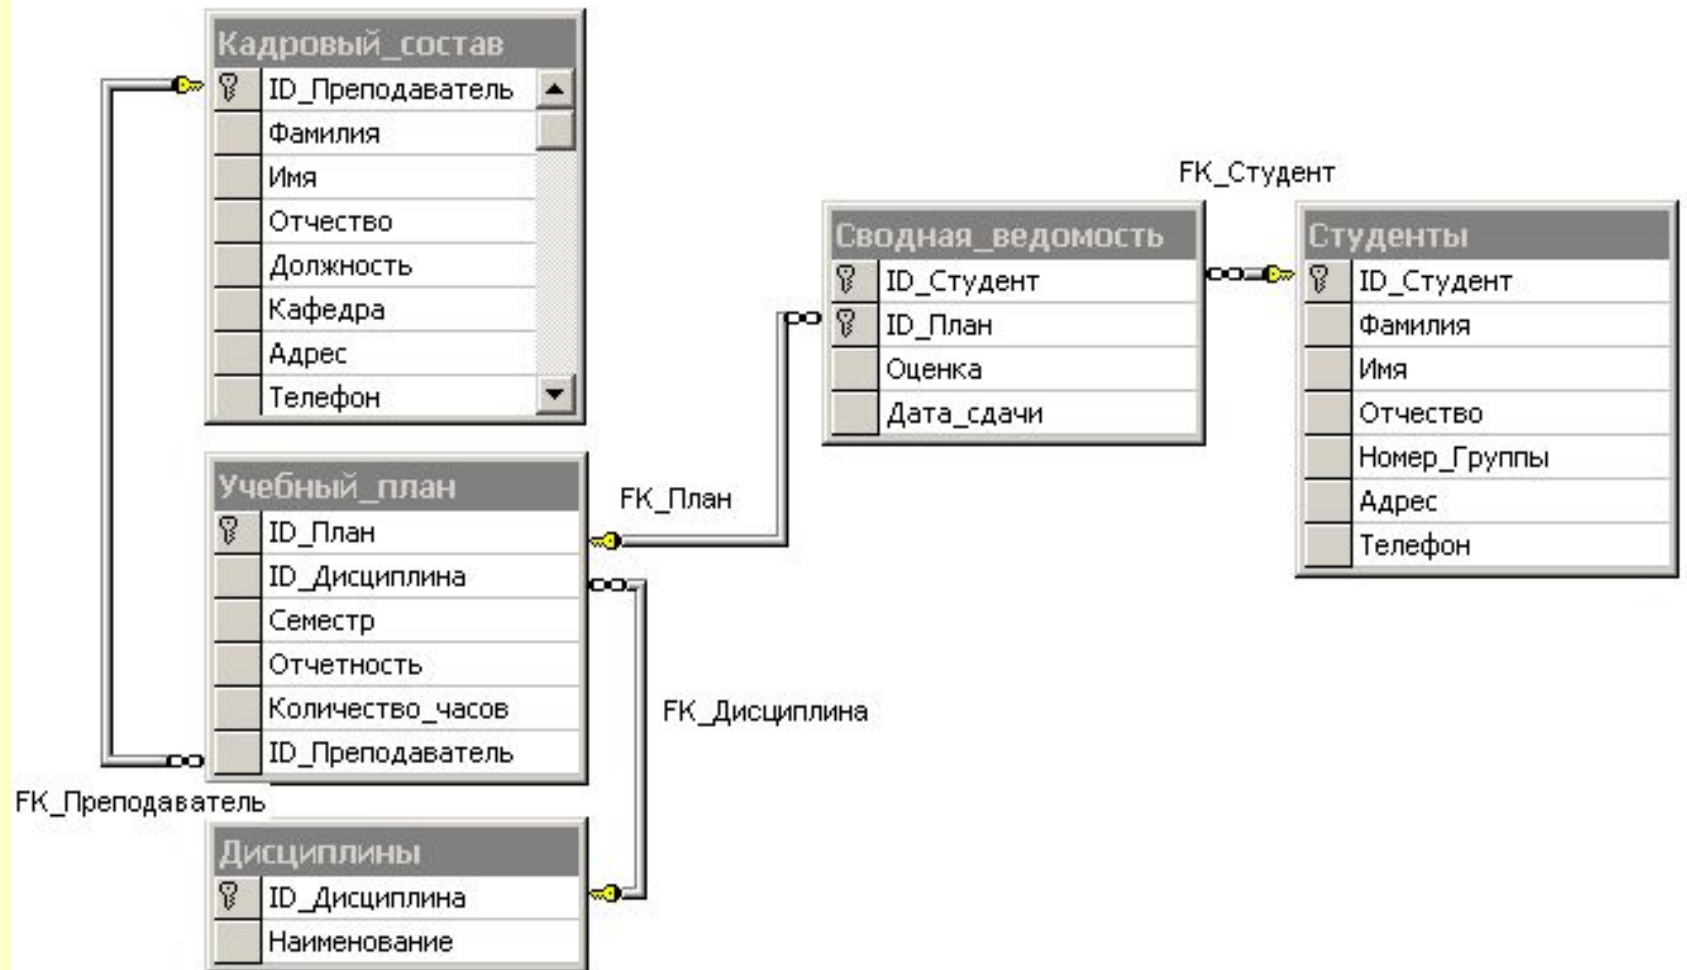 Кадровый_состав
ID_Преподаватель
Фамилия
Имя
Отчество
Должность
Кафедра
Адрес
Телефон
Учебный_план
ID_План
ID_Дисциплина
Семестр
Отчетность
Количество_часов
ID_Преподаватель
FK_Преподаватель
Дисциплины
ID_Дисциплина
Наименование
FK_План
FK_Дисциплина
Сводная_ведомость
ID_Студент
ID_План
Оценка
Дата_сдачи
FK_Студент
Студенты
ID_Студент
Фамилия
Имя
Отчество
Номер_Группы
Адрес
Телефон